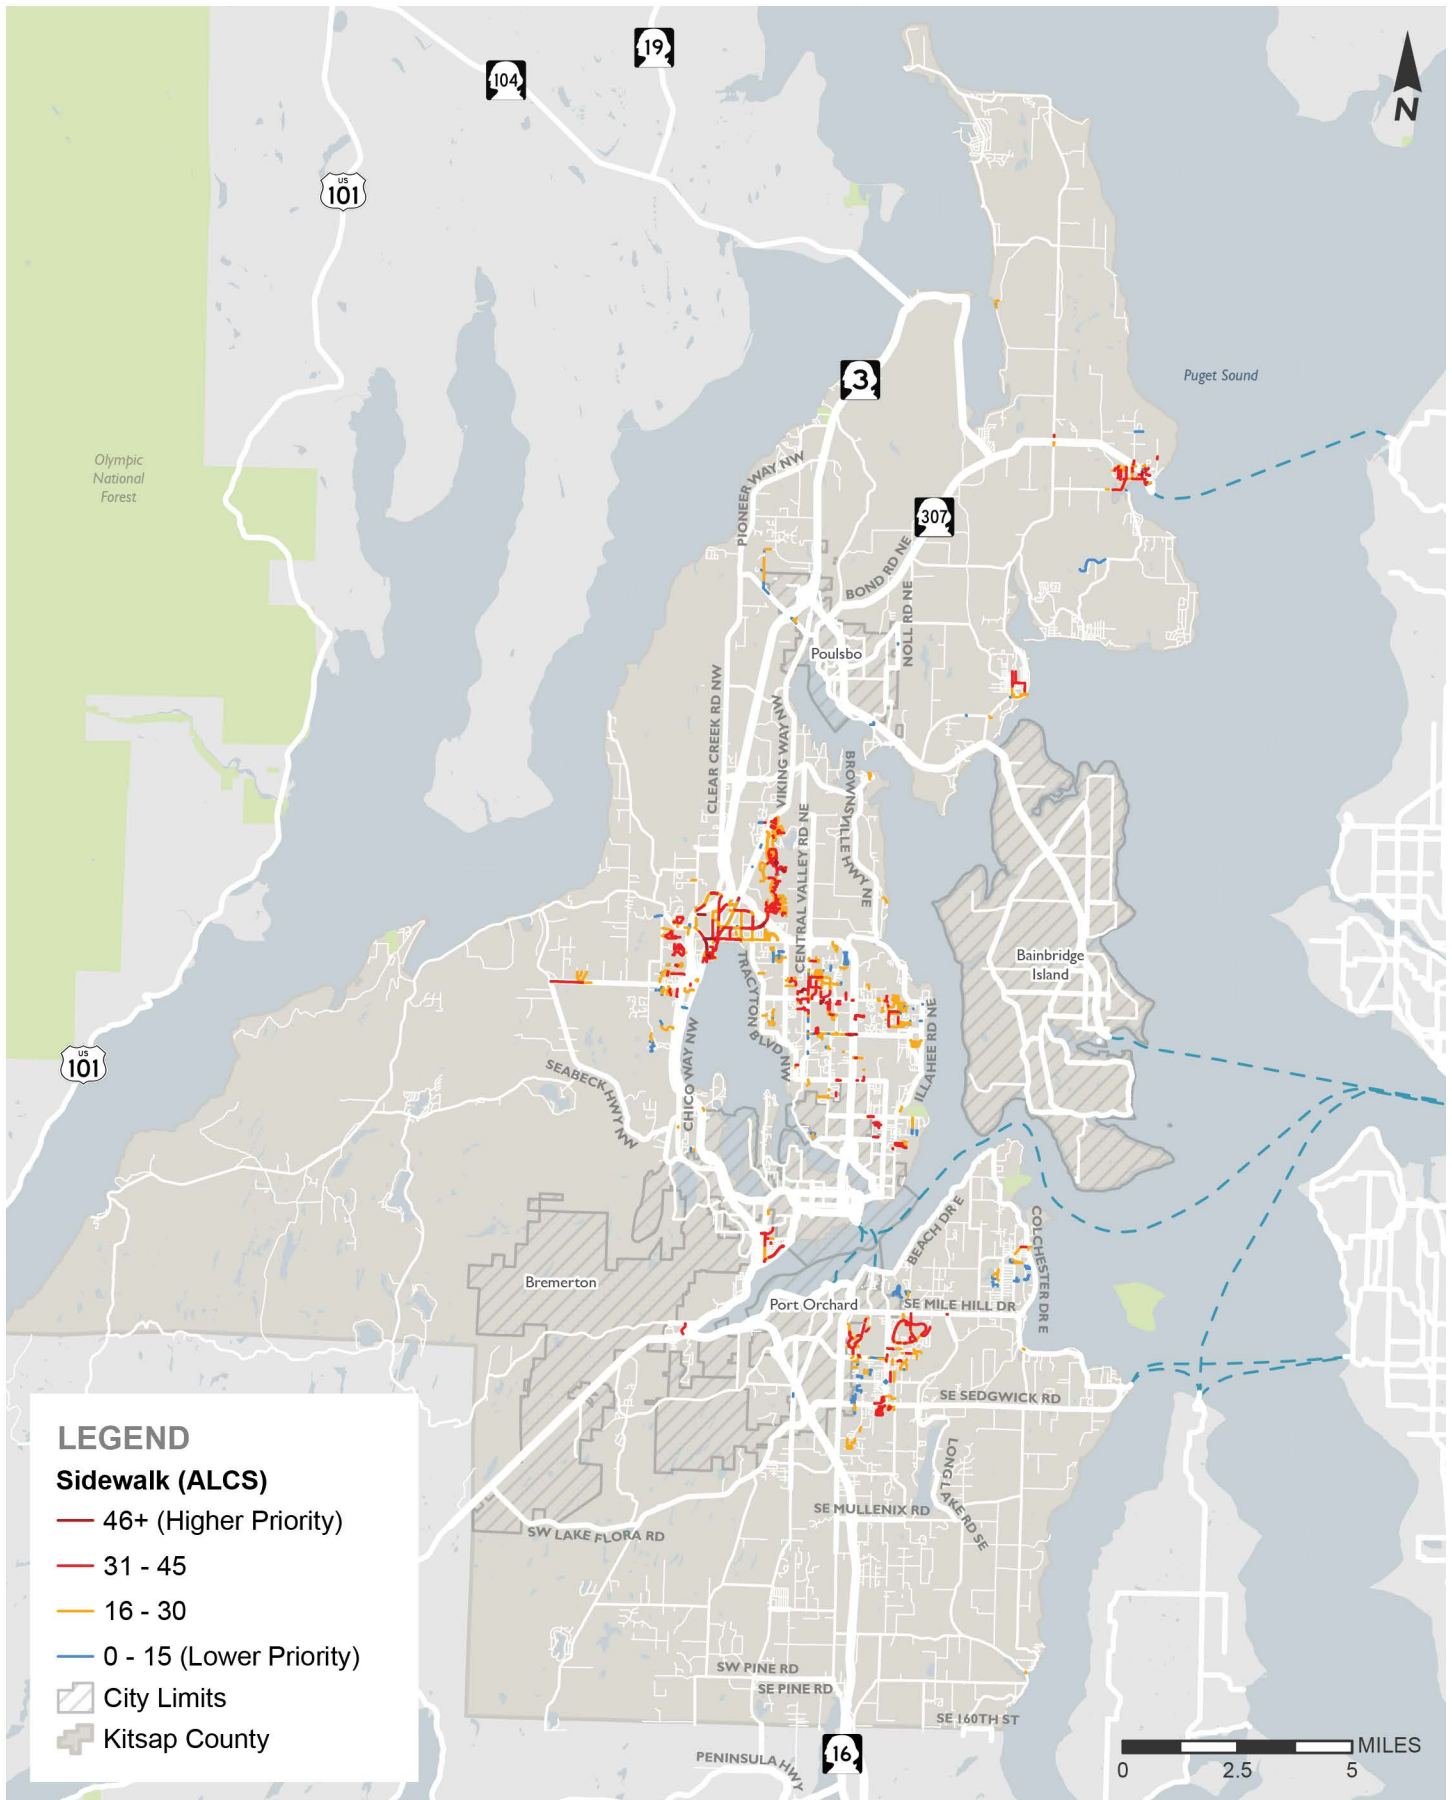 19
104
N
US
101
3
Puget Sound
Olympic
National
Forest
PIONEER WAY NW
307
BOND RD NE
NOLL RD NE
Poulsbo
CLEAR CREEK RD NW
VIKING WAY NW
BROWNSVILLE HWY NE
CENTRAL VALLEY RD NE
Bainbridge
Island
TRACYTON BLVD NW
ILLAHEE RD NE
CHICO WAY NW
US
101
SEABECK HWY NW
BEACH DR E
COLCHESTER DR E
Bremerton
Port Orchard
SE MILE HILL DR
SE SEDGWICK RD
LONG LAKE RD SE
SE MULLENIX RD
SW LAKE FLORA RD
SW PINE RD
SE PINE RD
SE 160TH ST
PENINSULA HWY
16
LEGEND
Sidewalk (ALCS)
46+ (Higher Priority)
31 - 45
16 - 30
0 - 15 (Lower Priority)
City Limits
Kitsap County
MILES
0 2.5 5